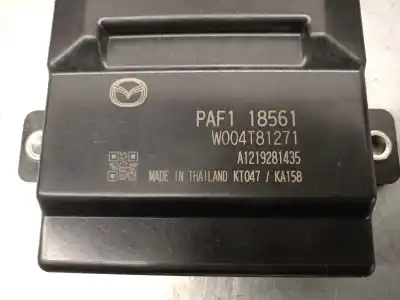 PAF1 18561
W004T81271
A1219281435
MADE IN THAILAND KT047 / KA158